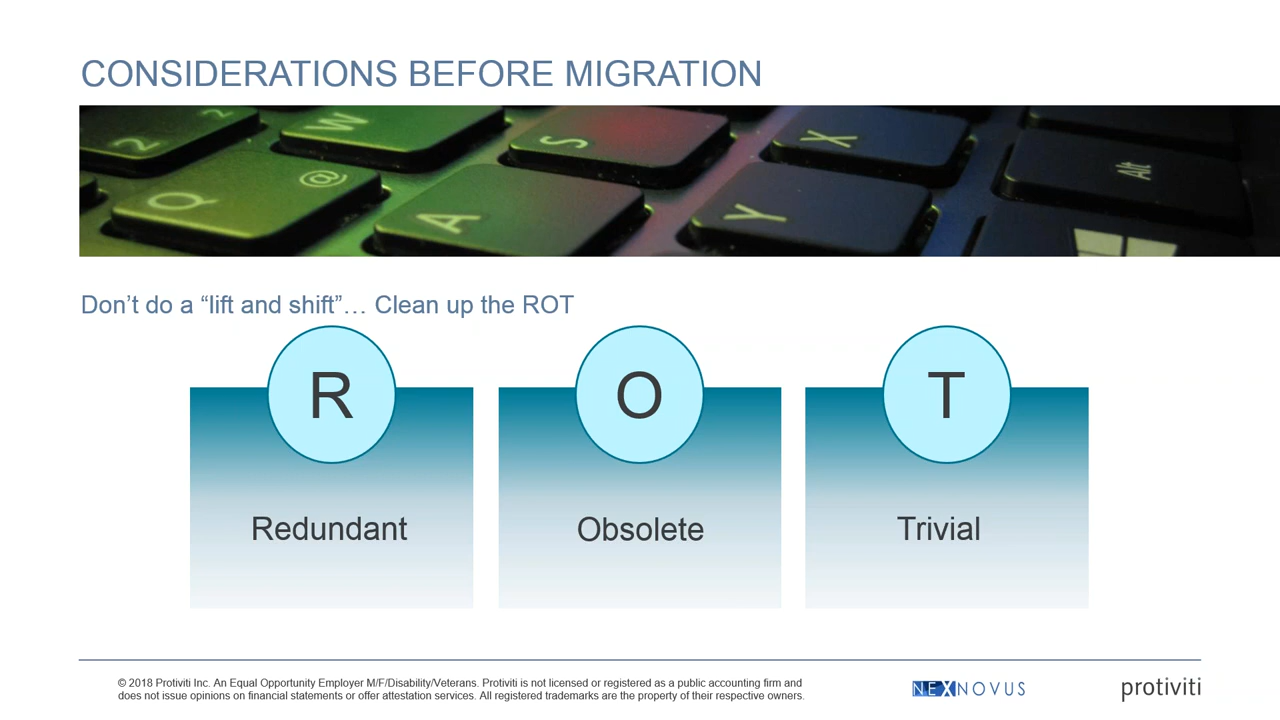 CONSIDERATIONS BEFORE MIGRATION
2 2 W S X Alt
Q @ A Y
Don’t do a “lift and shift”… Clean up the ROT
R O T
Redundant Obsolete Trivial
© 2018 Protiviti Inc. An Equal Opportunity Employer M/F/Disability/Veterans. Protiviti is not licensed or registered as a public accounting firm and
does not issue opinions on financial statements or offer attestation services. All registered trademarks are the property of their respective owners.
NEXNOVUS protiviti